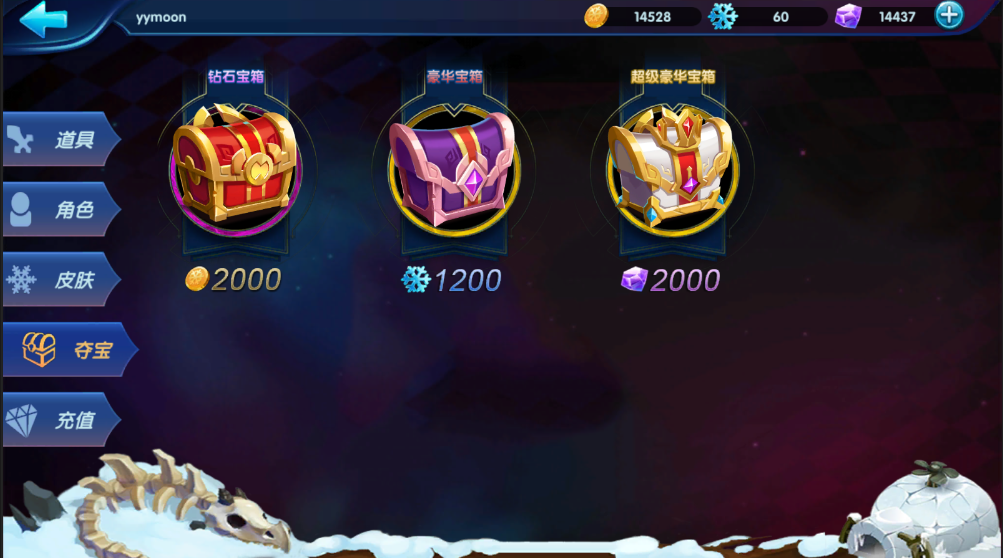 yymoon
14528
60
14437
钻石宝箱
豪华宝箱
超级豪华宝箱
道具
角色
皮肤
夺宝
充值
2000
1200
2000